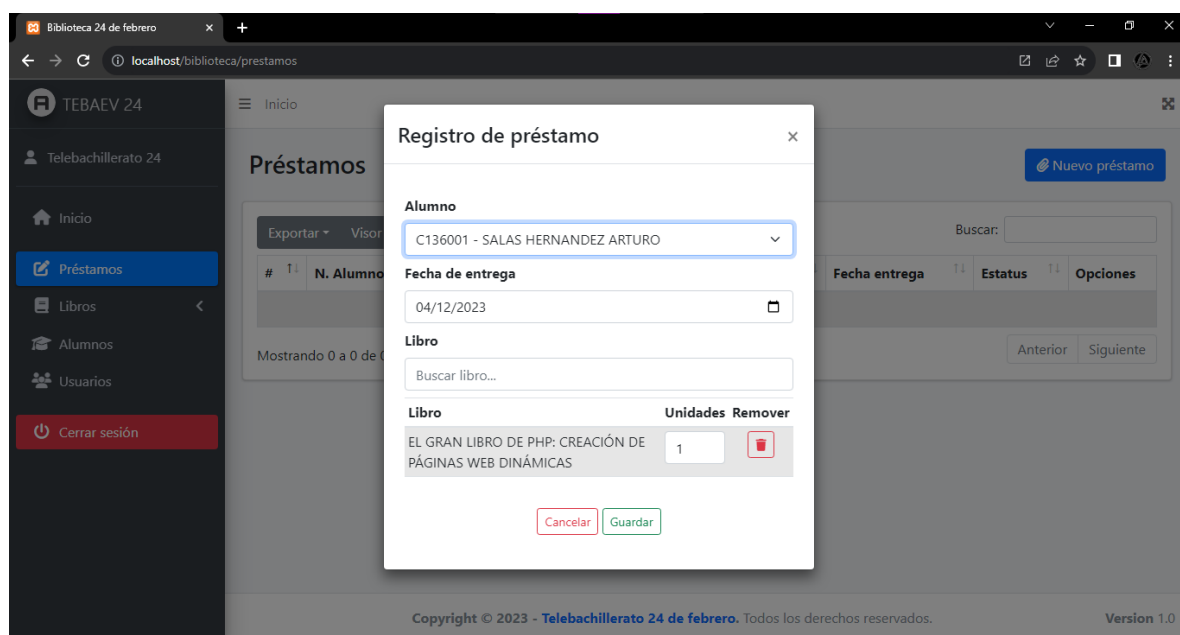 Biblioteca 24 de febrero
localhost/biblioteca/prestamos
TEBAEV 24
Inicio
Telebachillerato 24
Inicio
Préstamos
Libros
Alumnos
Usuarios
Cerrar sesión
Préstamos
Nuevo préstamo
Exportar
Visor
Buscar:
#
N. Alumno
Fecha entrega
Estatus
Opciones
Mostrando 0 a 0 de
Anterior
Siguiente
Registro de préstamo
Alumno
C136001 - SALAS HERNANDEZ ARTURO
Fecha de entrega
04/12/2023
Libro
Buscar libro...
Libro Unidades Remover
EL GRAN LIBRO DE PHP: CREACIÓN DE
PÁGINAS WEB DINÁMICAS
1
Cancelar Guardar
Copyright © 2023 - Telebachillerato 24 de febrero. Todos los derechos reservados.
Version 1.0